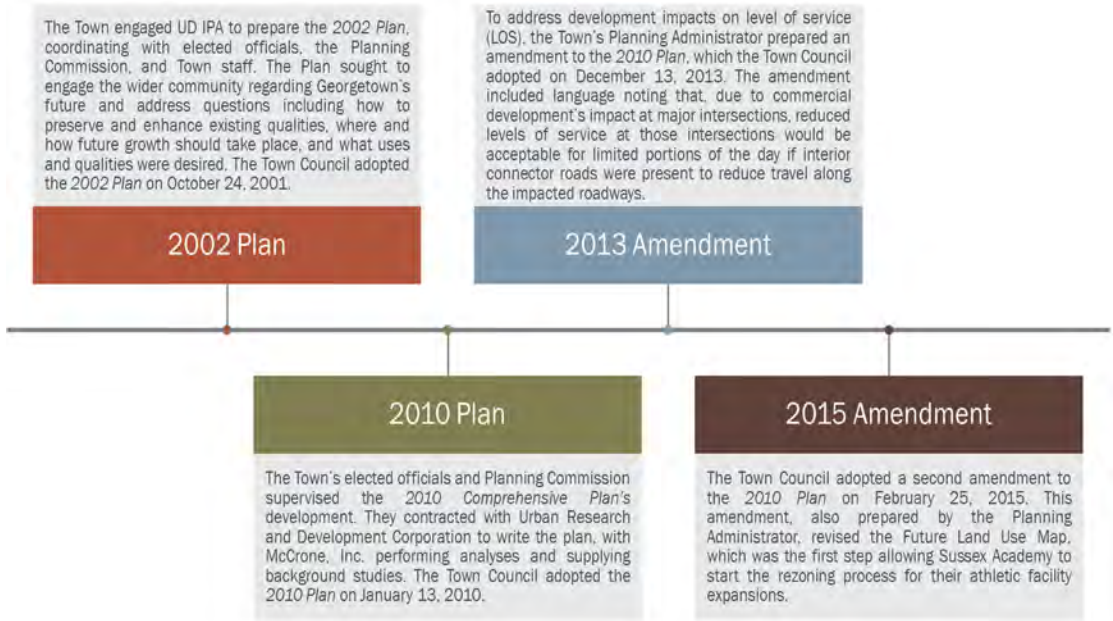 The Town engaged UD IPA to prepare the 2002 Plan,
coordinating with elected officials, the Planning
Commission, and Town staff. The Plan sought to
engage the wider community regarding Georgetown's
future and address questions including how to
preserve and enhance existing qualities, where and
how future growth should take place, and what uses
and qualities were desired. The Town Council adopted
the 2002 Plan on October 24, 2001.
2002 Plan
To address development impacts on level of service
(LOS), the Town's Planning Administrator prepared an
amendment to the 2010 Plan, which the Town Council
adopted on December 13, 2013. The amendment
included language noting that, due to commercial
development's impact at major intersections, reduced
levels of service at those intersections would be
acceptable for limited portions of the day if interior
connector roads were present to reduce travel along
the impacted roadways.
2013 Amendment
2010 Plan
The Town's elected officials and Planning Commission
supervised the 2010 Comprehensive Plan's
development. They contracted with Urban Research
and Development Corporation to write the plan, with
McCrone, Inc. performing analyses and supplying
background studies. The Town Council adopted the
2010 Plan on January 13, 2010.
2015 Amendment
The Town Council adopted a second amendment to
the 2010 Plan on February 25, 2015. This
amendment, also prepared by the Planning
Administrator, revised the Future Land Use Map,
which was the first step allowing Sussex Academy to
start the rezoning process for their athletic facility
expansions.